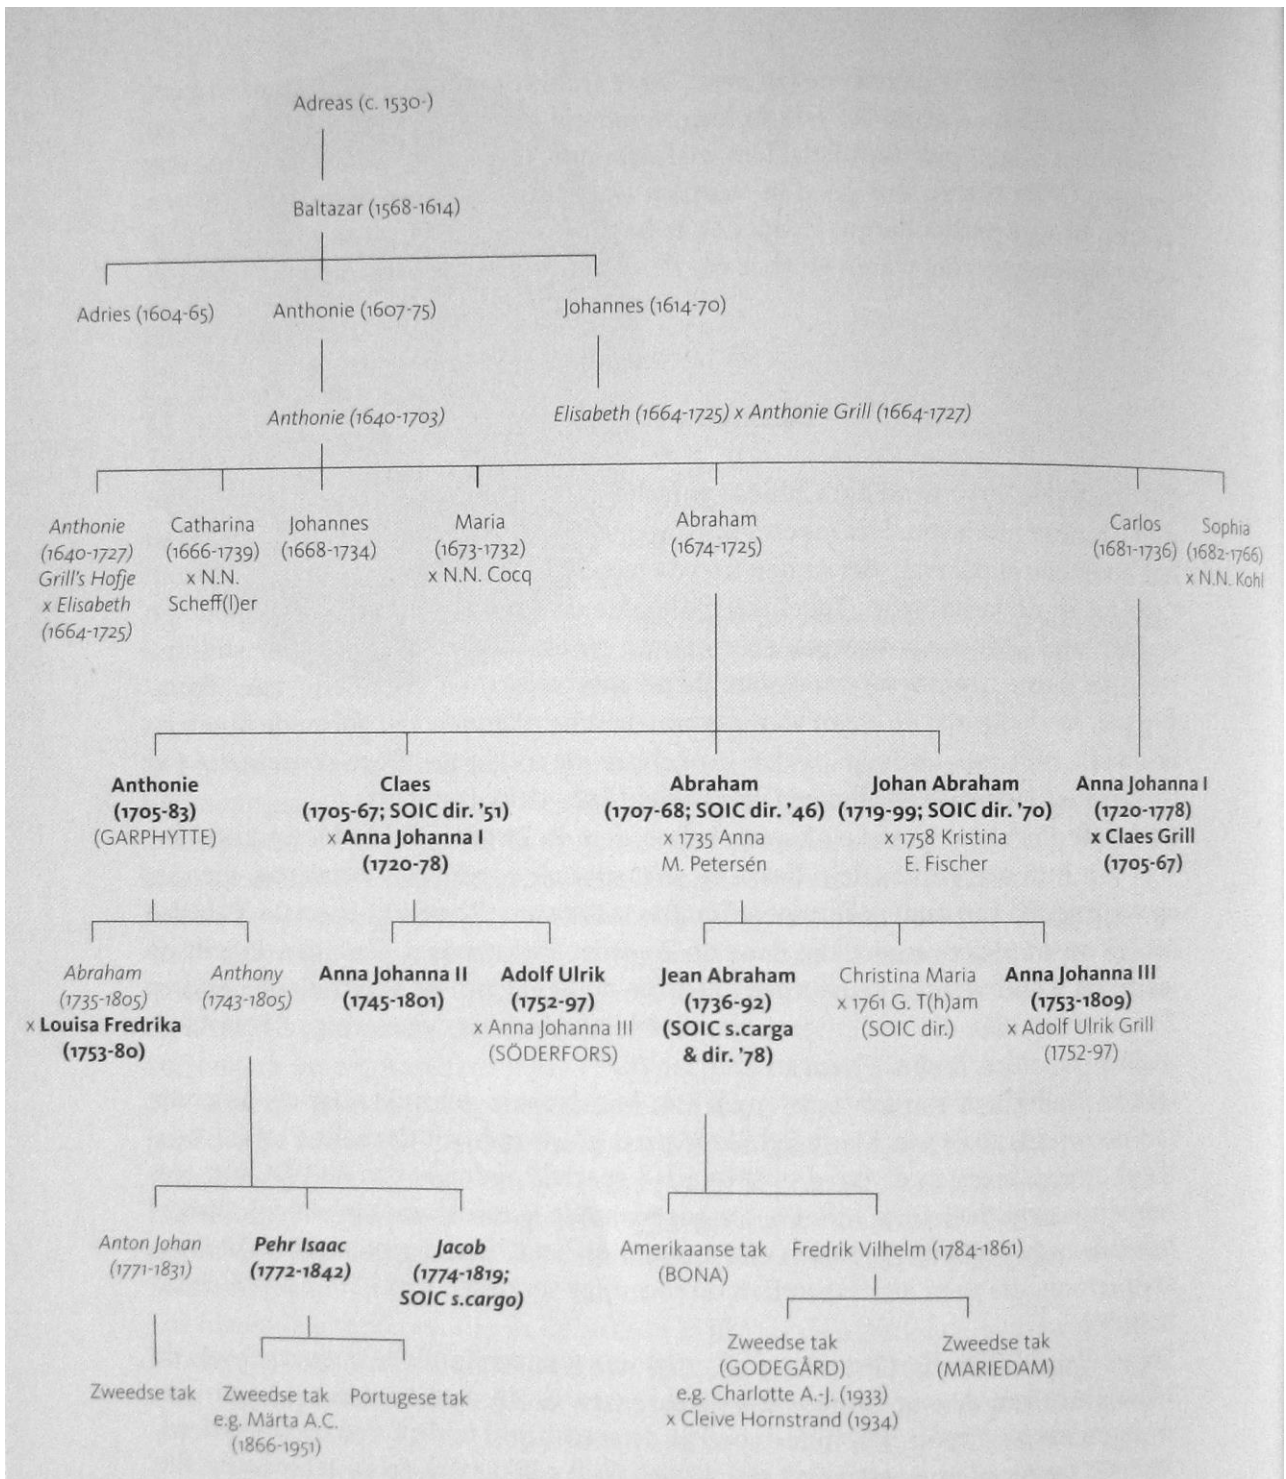 Adreas (c. 1530-)
Baltazar (1568-1614)
Adries (1604-65)
Anthonie (1607-75)
Johannes (1614-70)
Anthonie (1640-1703)
Elisabeth (1664-1725) x Anthonie Grill (1664-1727)
Anthonie
(1640-1727)
Grill's Hofje
x Elisabeth
(1664-1725)
Catharina
(1666-1739)
x N.N.
Scheff(l)er
Johannes
(1668-1734)
Maria
(1673-1732)
x N.N. Cocq
Abraham
(1674-1725)
Carlos
(1681-1736)
Sophia
(1682-1766)
x N.N. Kohl
Anthonie
(1705-83)
(GARPHYTTE)
Claes
(1705-67; SOIC dir. '51)
x Anna Johanna I
(1720-78)
Abraham
(1707-68; SOIC dir. '46)
x 1735 Anna
M. Petersén
Johan Abraham
(1719-99; SOIC dir. '70)
x 1758 Kristina
E. Fischer
Anna Johanna I
(1720-1778)
x Claes Grill
(1705-67)
Abraham
(1735-1805)
x Louisa Fredrika
(1753-80)
Anthony
(1743-1805)
Anna Johanna II
(1745-1801)
Adolf Ulrik
(1752-97)
x Anna Johanna III
(SÖDERFORS)
Jean Abraham
(1736-92)
(SOIC s.carga
& dir. '78)
Christina Maria
x 1761 G. T(h)am
(SOIC dir.)
Anna Johanna III
(1753-1809)
x Adolf Ulrik Grill
(1752-97)
Anton Johan
(1771-1831)
Pehr Isaac
(1772-1842)
Jacob
(1774-1819;
SOIC s.cargo)
Amerikaanse tak
(BONA)
Fredrik Vilhelm (1784-1861)
Zweedse tak
Zweedse tak
e.g. Märta A.C.
(1866-1951)
Portugese tak
Zweedse tak
(GODEGÅRD)
e.g. Charlotte A.-J. (1933)
x Cleive Hornstrand (1934)
Zweedse tak
(MARIEDAM)